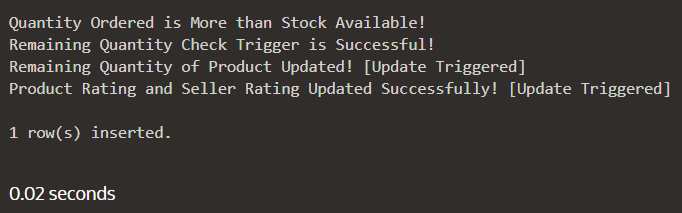 Quantity Ordered is More than Stock Available!
Remaining Quantity Check Trigger is Successful!
Remaining Quantity of Product Updated! [Update Triggered]
Product Rating and Seller Rating Updated Successfully! [Update Triggered]
1 row(s) inserted.
0.02 seconds